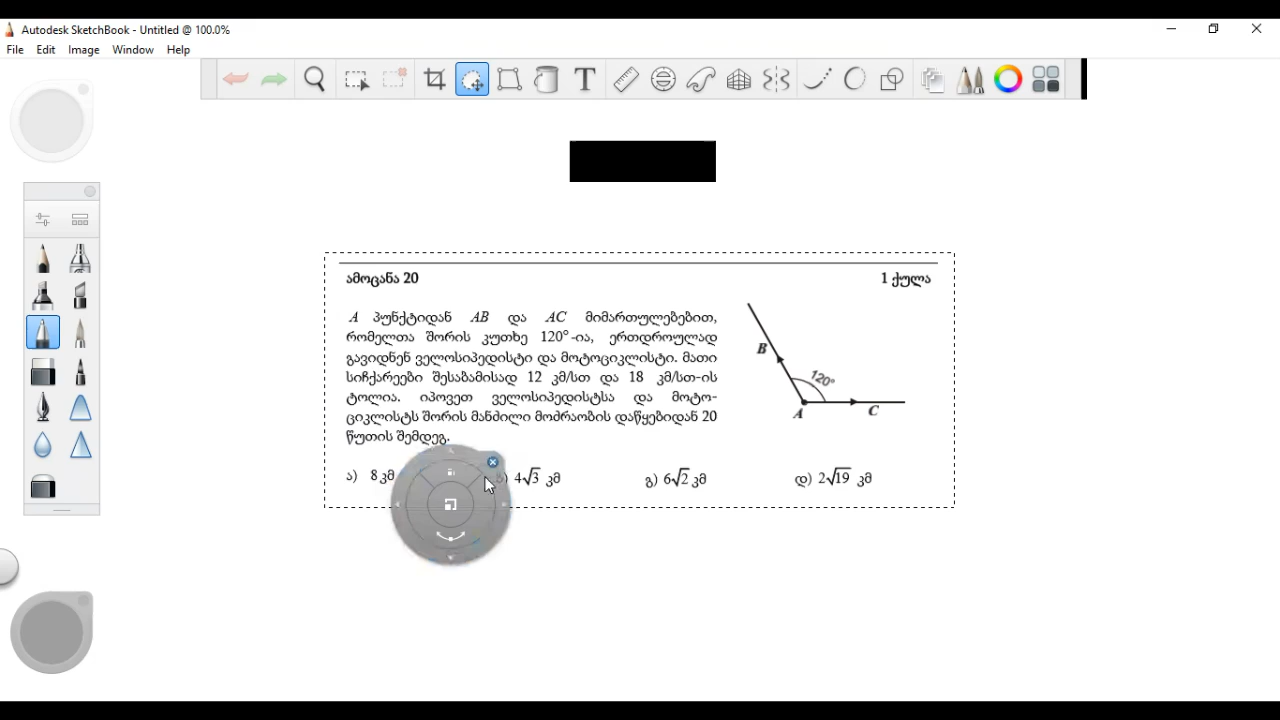 Autodesk SketchBook - Untitled @ 100.0%
File Edit Image Window Help
ამოცანა 20 1 ქულა
A პუნქტიდან AB და AC მიმართულებებით,
რომელთა შორის კუთხე 120°-ია, ერთდროულად
გავიდნენ ველოსიპედისტი და მოტოციკლისტი. მათი
სიჩქარეები შესაბამისად 12 კმ/სთ და 18 კმ/სთ-ის
ტოლია. იპოვეთ ველოსიპედისტსა და მოტო-
ციკლისტს შორის მანძილი მოძრაობის დაწყებიდან 20
წუთის შემდეგ.
B
120°
A C
ა) 8 კმ 4√3 კმ გ) 6√2 კმ დ) 2√19 კმ